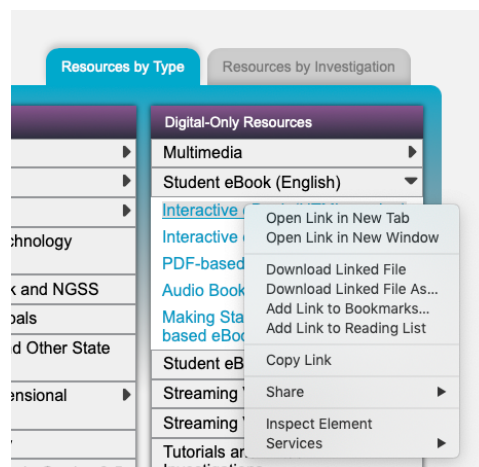 Resources by Type
Resources by Investigation
Digital-Only Resources
Multimedia
Student eBook (English)
Interactive
Interactive
PDF-based
Audio Book
Making Sta
based eBoo
Student eB
Streaming
Streaming
Tutorials an
chnology
k and NGSS
oals
d Other State
ensional
Open Link in New Tab
Open Link in New Window
Download Linked File
Download Linked File As...
Add Link to Bookmarks...
Add Link to Reading List
Copy Link
Share
Inspect Element
Services